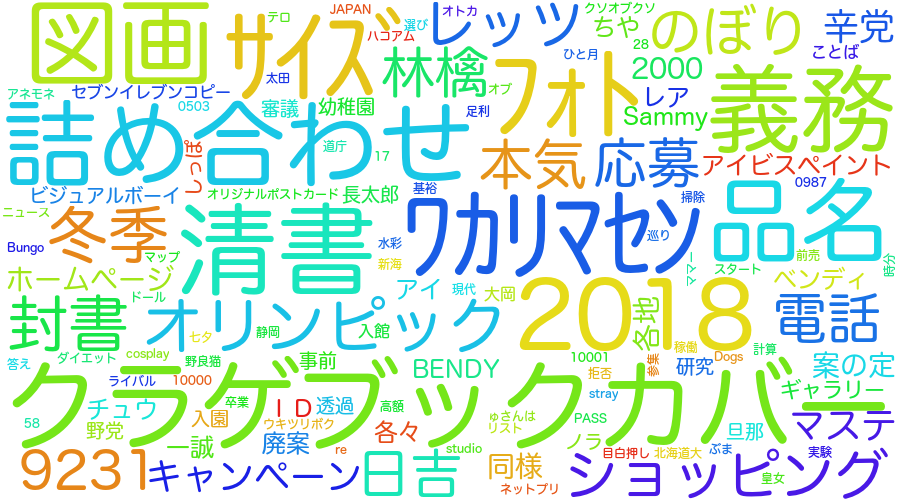 図画
サイズ
テロ
JAPAN
ハコアム
選び
オトカ
レッツ
クソオブクソ
ちや
28
のぼり
辛党
ことば
林檎
フォト
ひと月
2000
レア
Sammy
義務
アネモネ
セブンイレブンコピー
太田
0503
審議
幼稚園
オブ
足利
詰め合わせ
道庁
17
本気
応募
アイビスペイント
ビジュアルボーイ
オリジナルポストカード
長太郎
基裕
掃除
0987
品名
ニュース
冬季
清書
ワカリマセン
巡り
Bungo
マップ
水彩
新海
ママー
スタート
前売
時分
ホームページ
アイ
現代
大岡
2018
各地
ベンディ
電話
ドール
封書
オリンピック
七夕
静岡
入館
答え
ダイエット
cosplay
野良猫
事前
BENDY
10001
拒否
参集
稼働
研究
Dogs
計算
案の定
クラゲブックカバー
ライバル
10000
卒業
ギャラリー
58
チュウ
野党
入園
ウキツリボク
ID
透過
高額
各々
stray
ゅさんは
リスト
PASS
ノラ
旦那
マステ
9231
一誠
廃案
re
キャンペーン
日吉
studio
同様
ネットプリ
目白押し
北海道大
ぶま
実験
皇女
ショッピング